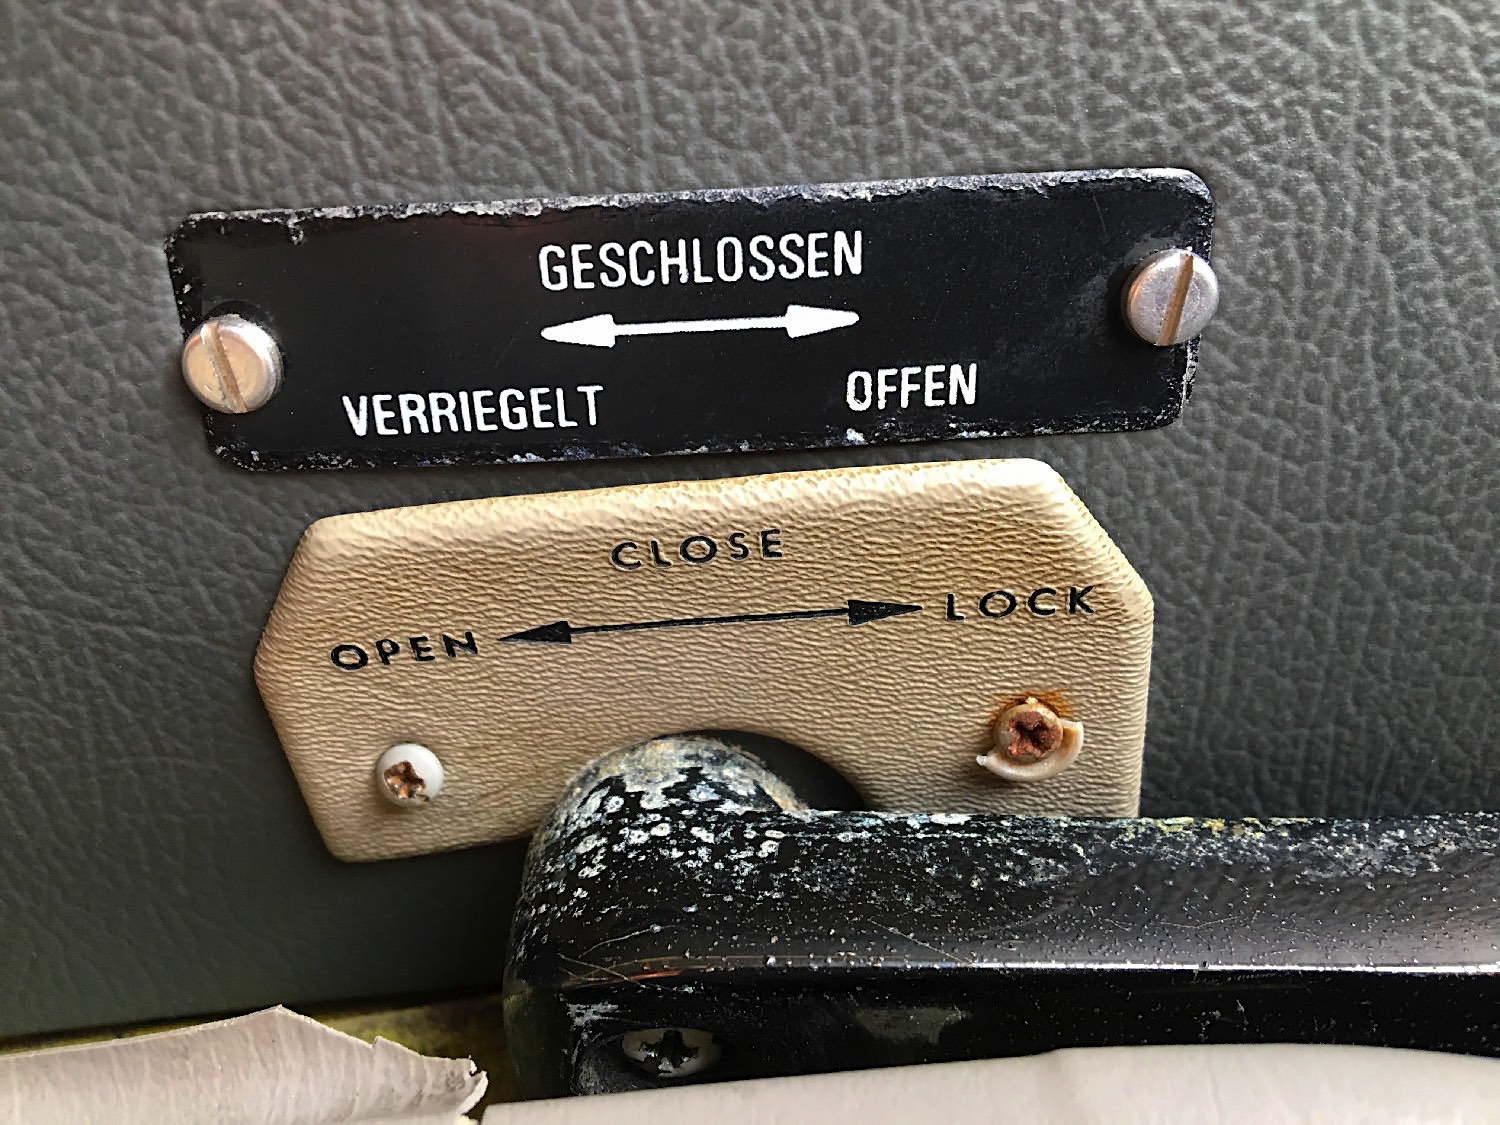 GESCHLOSSEN
VERRIEGELT OFFEN
CLOSE
OPEN LOCK